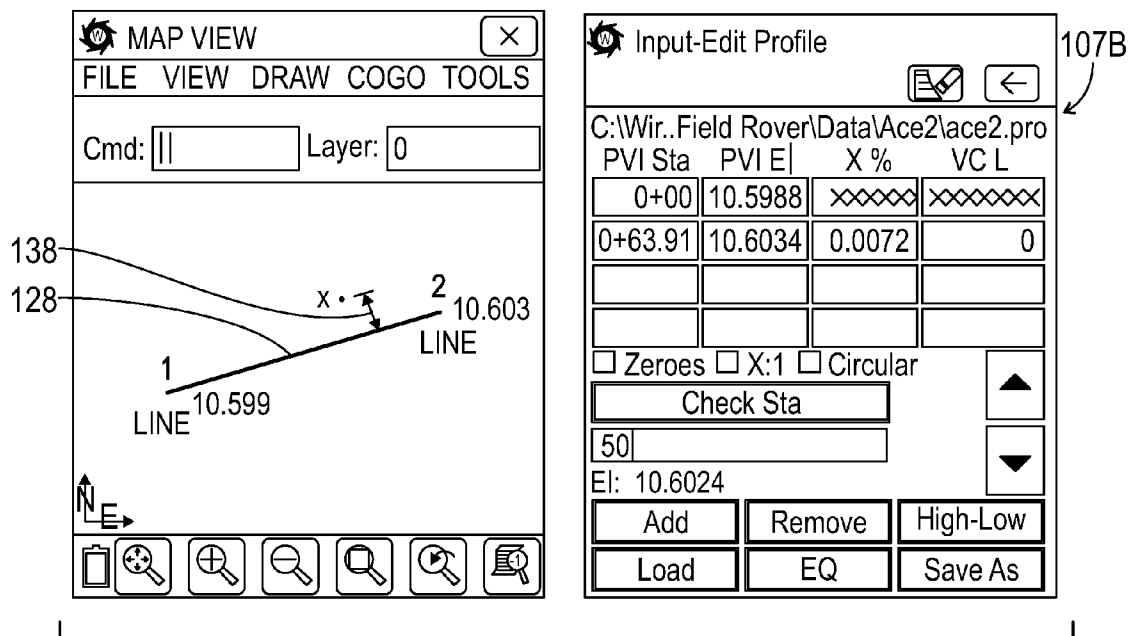 W MAP VIEW ×
FILE VIEW DRAW COGO TOOLS
Cmd: || Layer: 0
138
128
X
2
10.603
LINE
1
10.599
LINE
N
E
-1
W Input-Edit Profile
107B
C:\Wir..Field Rover\Data\Ace2\ace2.pro
PVI Sta PVI E| X % VC L
0+00 10.5988 XXXXXX XXXXXXX
0+63.91 10.6034 0.0072 0
Zeroes X:1 Circular
Check Sta
50
El: 10.6024
Add Remove High-Low
Load EQ Save As